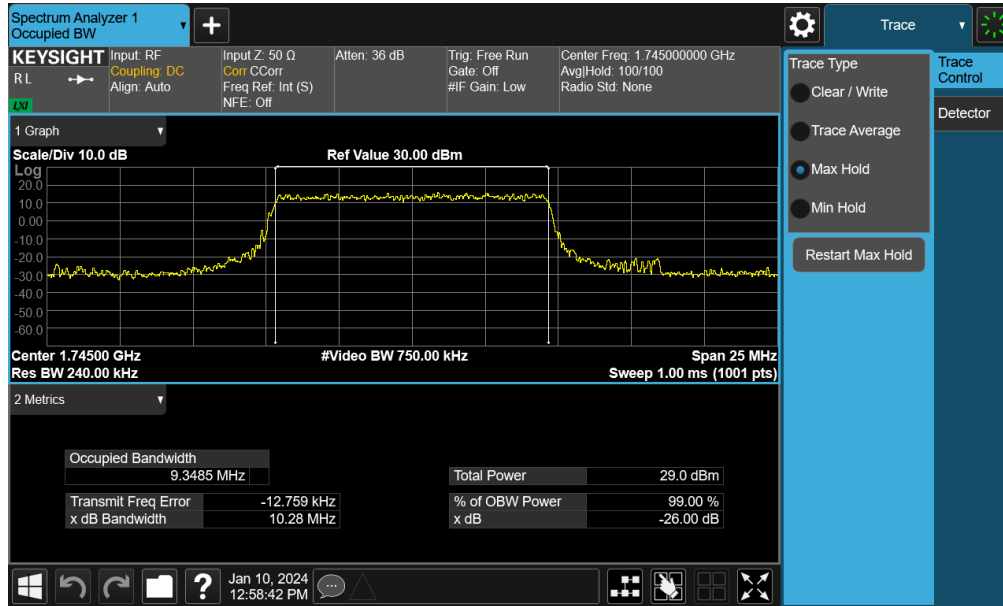 Spectrum Analyzer 1
Occupied BW
+
Trace
KEYSIGHT
R L
LXI
Input: RF
Coupling: DC
Align: Auto
Input Z: 50 Ω
Corr CCorr
Freq Ref: Int (S)
NFE: Off
Atten: 36 dB
Trig: Free Run
Gate: Off
#IF Gain: Low
Center Freq: 1.745000000 GHz
Avg|Hold: 100/100
Radio Std: None
Trace Type
Clear / Write
Trace Average
Max Hold
Min Hold
Restart Max Hold
Trace
Control
Detector
1 Graph
Scale/Div 10.0 dB
Ref Value 30.00 dBm
Log
20.0
10.0
0.00
-10.0
-20.0
-30.0
-40.0
-50.0
-60.0
Center 1.74500 GHz
#Video BW 750.00 kHz
Span 25 MHz
Res BW 240.00 kHz
Sweep 1.00 ms (1001 pts)
2 Metrics
Occupied Bandwidth
9.3485 MHz
Total Power 29.0 dBm
Transmit Freq Error -12.759 kHz
% of OBW Power 99.00 %
x dB Bandwidth 10.28 MHz
x dB -26.00 dB
?
Jan 10, 2024
12:58:42 PM